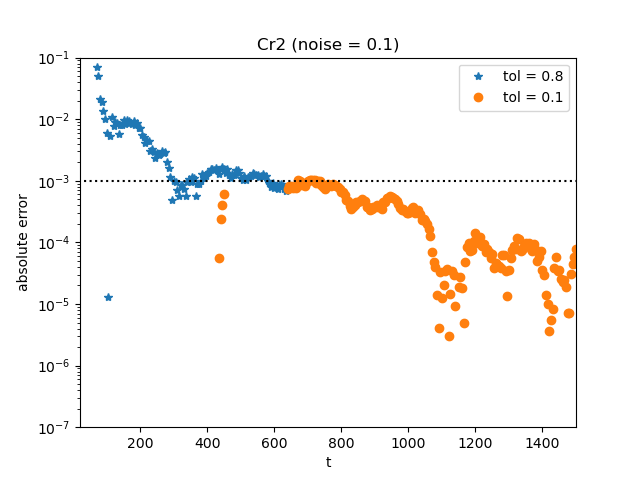 Cr2 (noise = 0.1)
tol = 0.8
tol = 0.1
absolute error
10⁻¹
10⁻²
10⁻³
10⁻⁴
10⁻⁵
10⁻⁶
10⁻⁷
200 400 600 800 1000 1200 1400
t